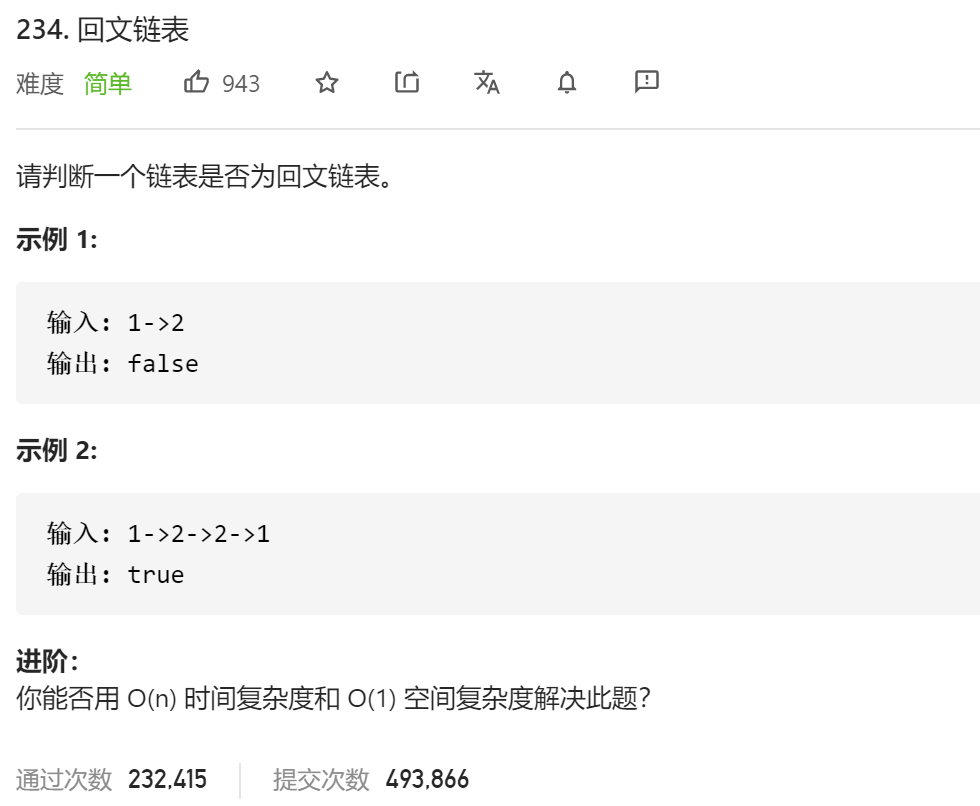 234. 回文链表
难度 简单 943
请判断一个链表是否为回文链表。
示例 1:
输入: 1->2
输出: false
示例 2:
输入: 1->2->2->1
输出: true
进阶：
你能否用 O(n) 时间复杂度和 O(1) 空间复杂度解决此题？
通过次数 232,415 提交次数 493,866